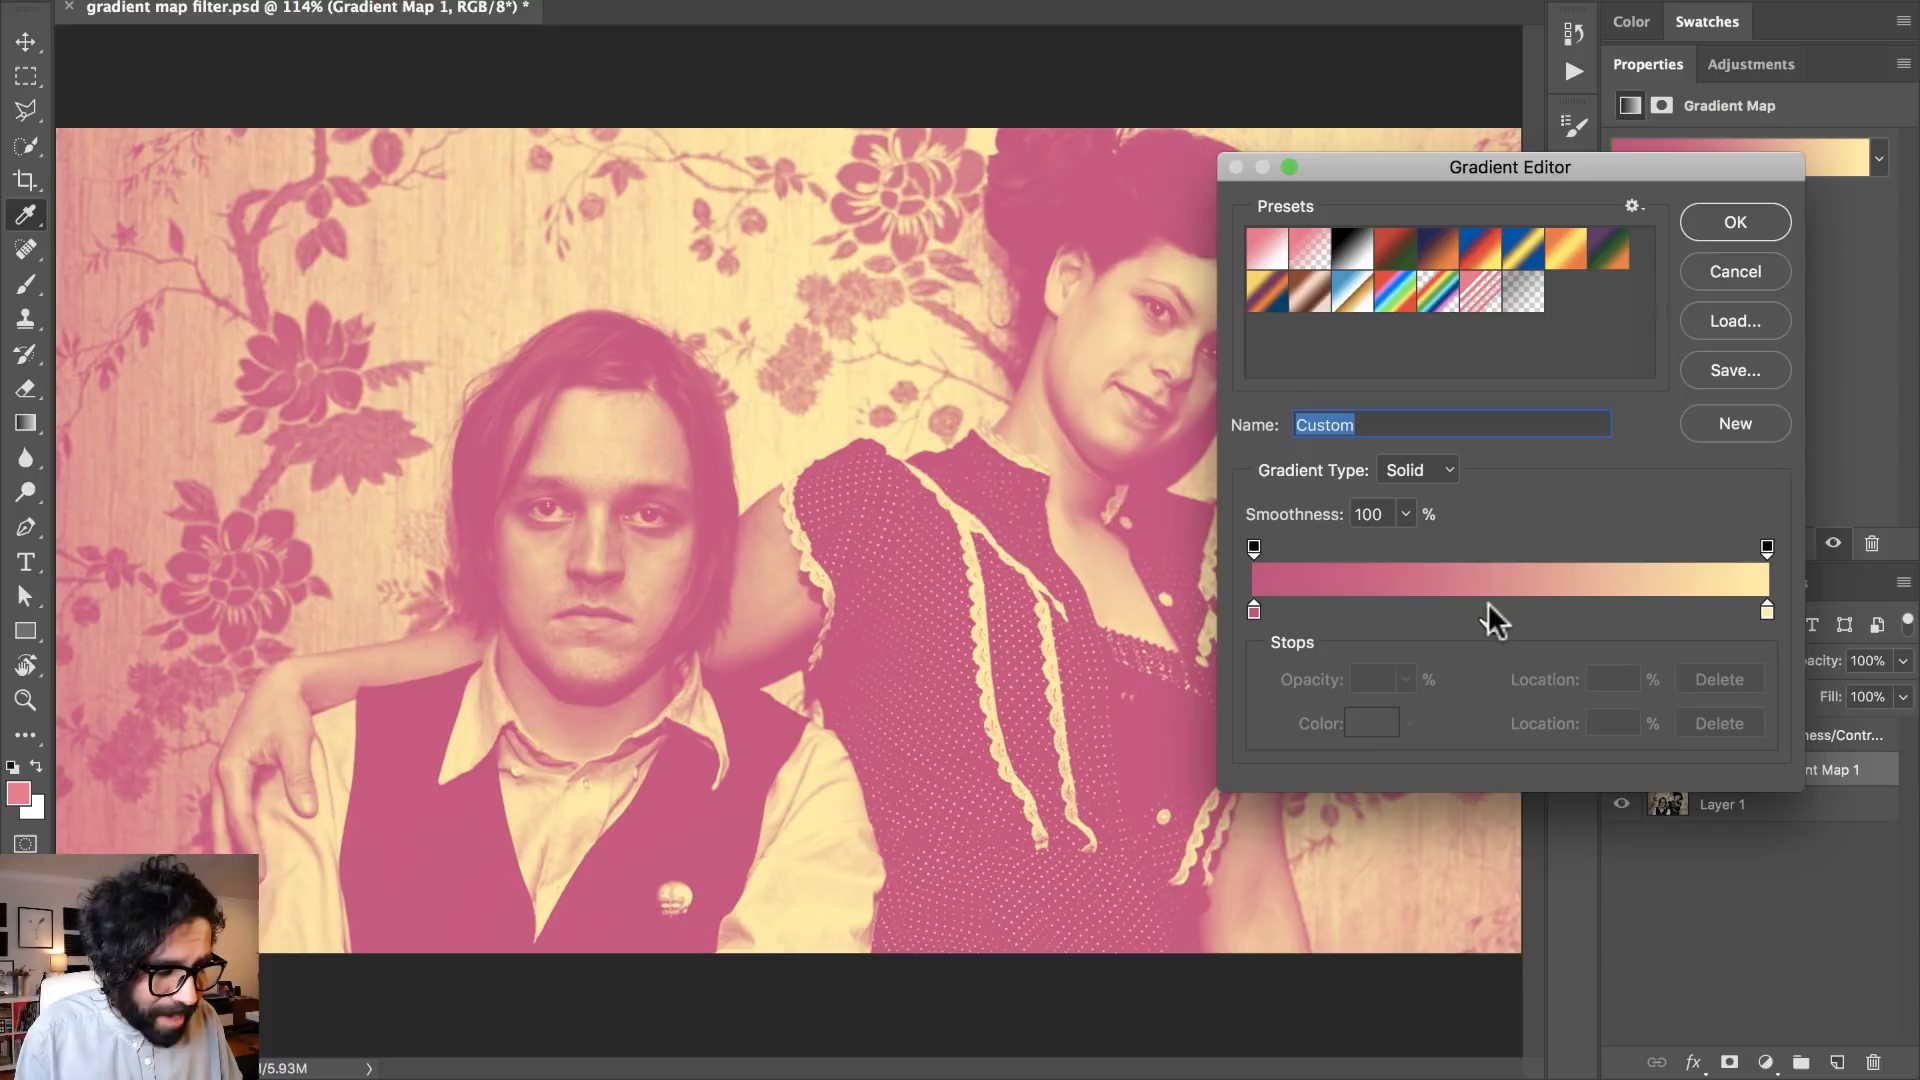 gradient map filter.psd @ 114% (Gradient Map 1, RGB/8*) *
Color
Swatches
Properties
Adjustments
Gradient Map
Gradient Editor
Presets
OK
Cancel
Load...
Save...
Name:
Custom
New
Gradient Type:
Solid
Smoothness:
100
%
Stops
Opacity:
%
Location:
%
Delete
Color:
Location:
%
Delete
T
pacity:
100%
Fill:
100%
ness/Contr...
nt Map 1
Layer 1
/5.93M
fx